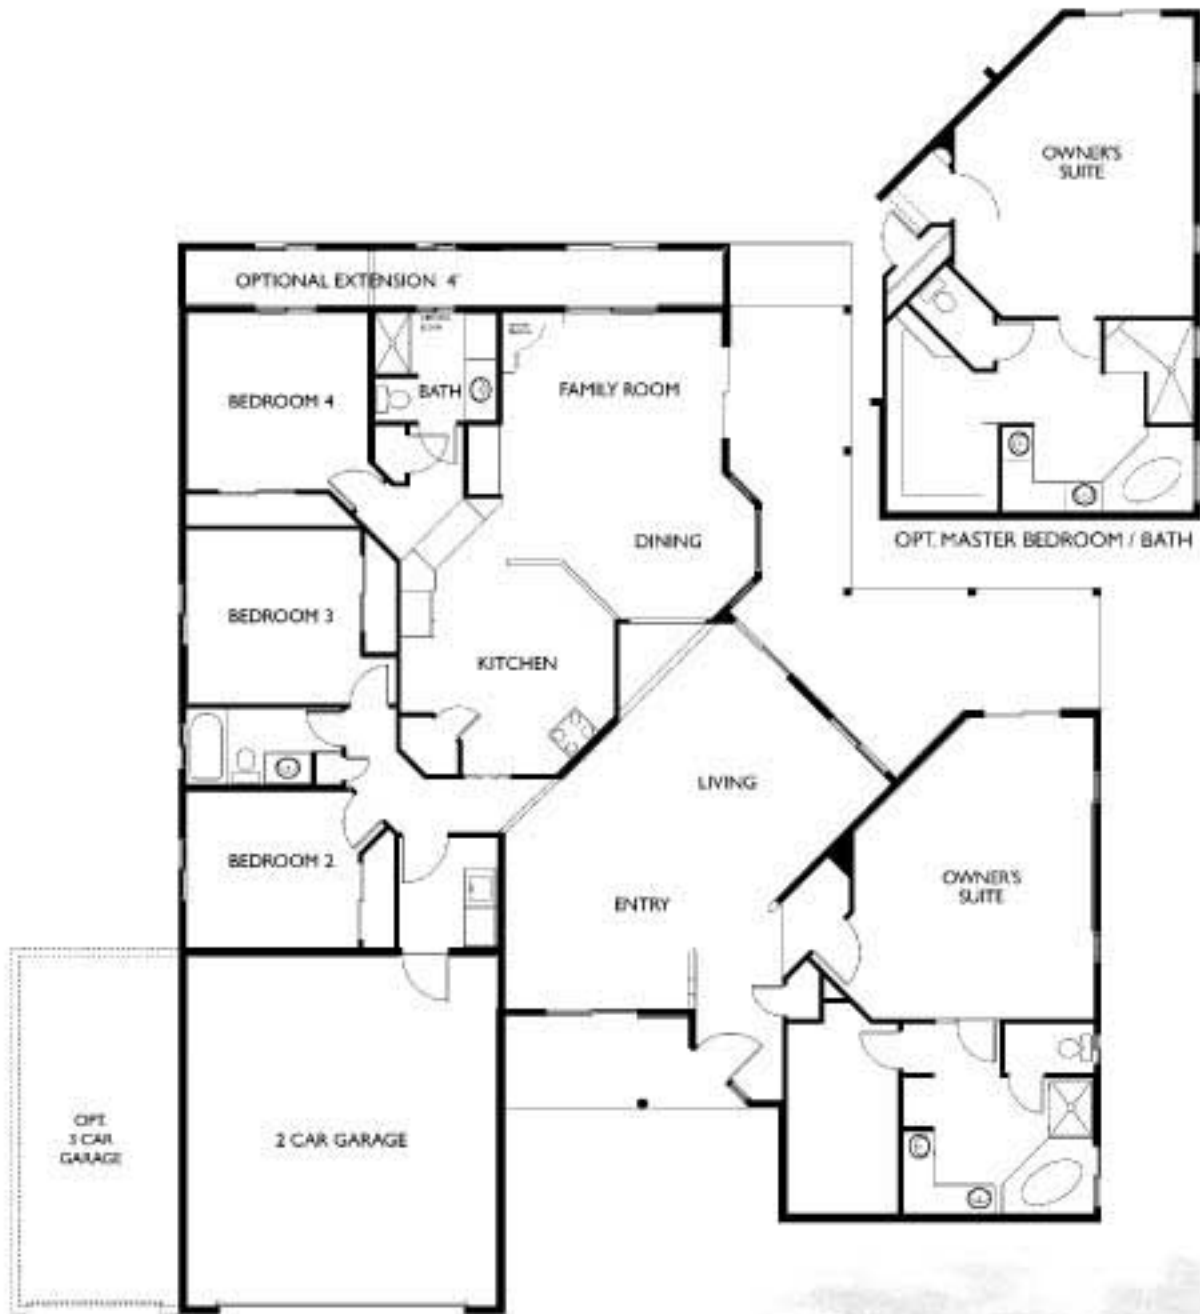 OWNER'S
SUITE
OPTIONAL EXTENSION 4'
BEDROOM 4
BATH
FAMILY ROOM
DINING
OPT. MASTER BEDROOM / BATH
BEDROOM 3
KITCHEN
LIVING
BEDROOM 2
OWNER'S
SUITE
ENTRY
OPT.
3 CAR
GARAGE
2 CAR GARAGE